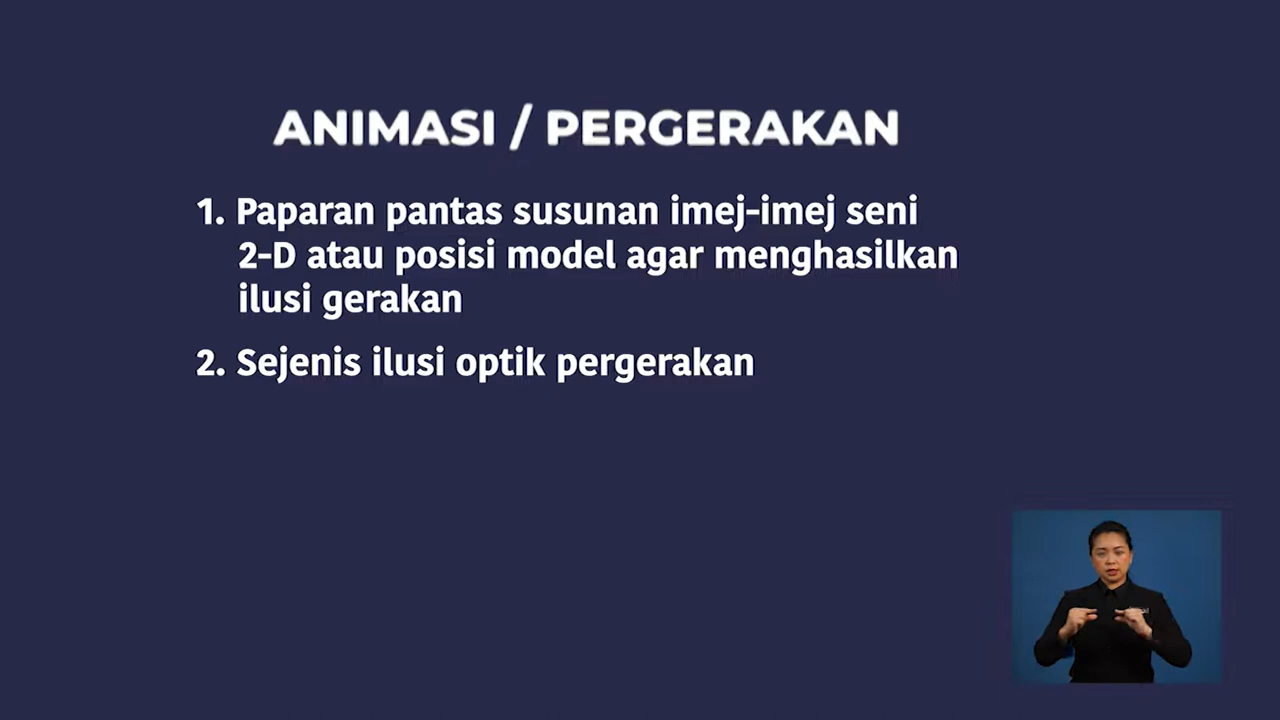 ANIMASI / PERGERAKAN
1. Paparan pantas susunan imej-imej seni
2-D atau posisi model agar menghasilkan
ilusi gerakan
2. Sejenis ilusi optik pergerakan